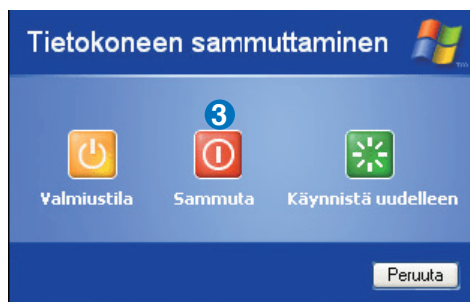 Tietokoneen sammuttaminen
3
Valmiustila
Sammuta
Käynnistä uudelleen
Peruuta